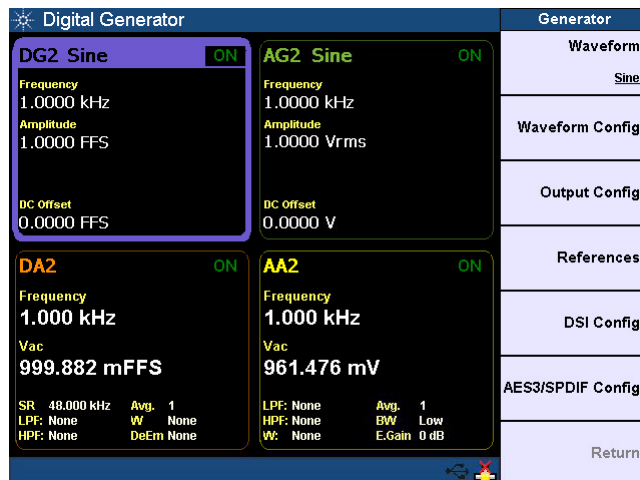 Digital Generator
DG2 Sine ON
Frequency
1.0000 kHz
Amplitude
1.0000 FFS
DC Offset
0.0000 FFS
AG2 Sine ON
Frequency
1.0000 kHz
Amplitude
1.0000 Vrms
DC Offset
0.0000 V
DA2 ON
Frequency
1.000 kHz
Vac
999.882 mFFS
SR 48.000 kHz Avg. 1
LPF: None W None
HPF: None DeEm None
AA2 ON
Frequency
1.000 kHz
Vac
961.476 mV
LPF: None Avg. 1
HPF: None BW Low
W: None E.Gain 0 dB
Generator
Waveform
Sine
Waveform Config
Output Config
References
DSI Config
AES3/SPDIF Config
Return